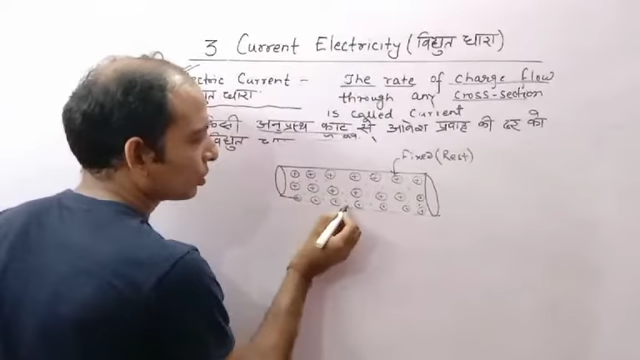 3 Current Electricity (विद्युत धारा)
ctric Current - The rate of charge flow
धारा through any cross-section
is called Current
अनुप्रस्थ काट से आवेश प्रवाह की दर को
विद्युत
Fixed (Rest)